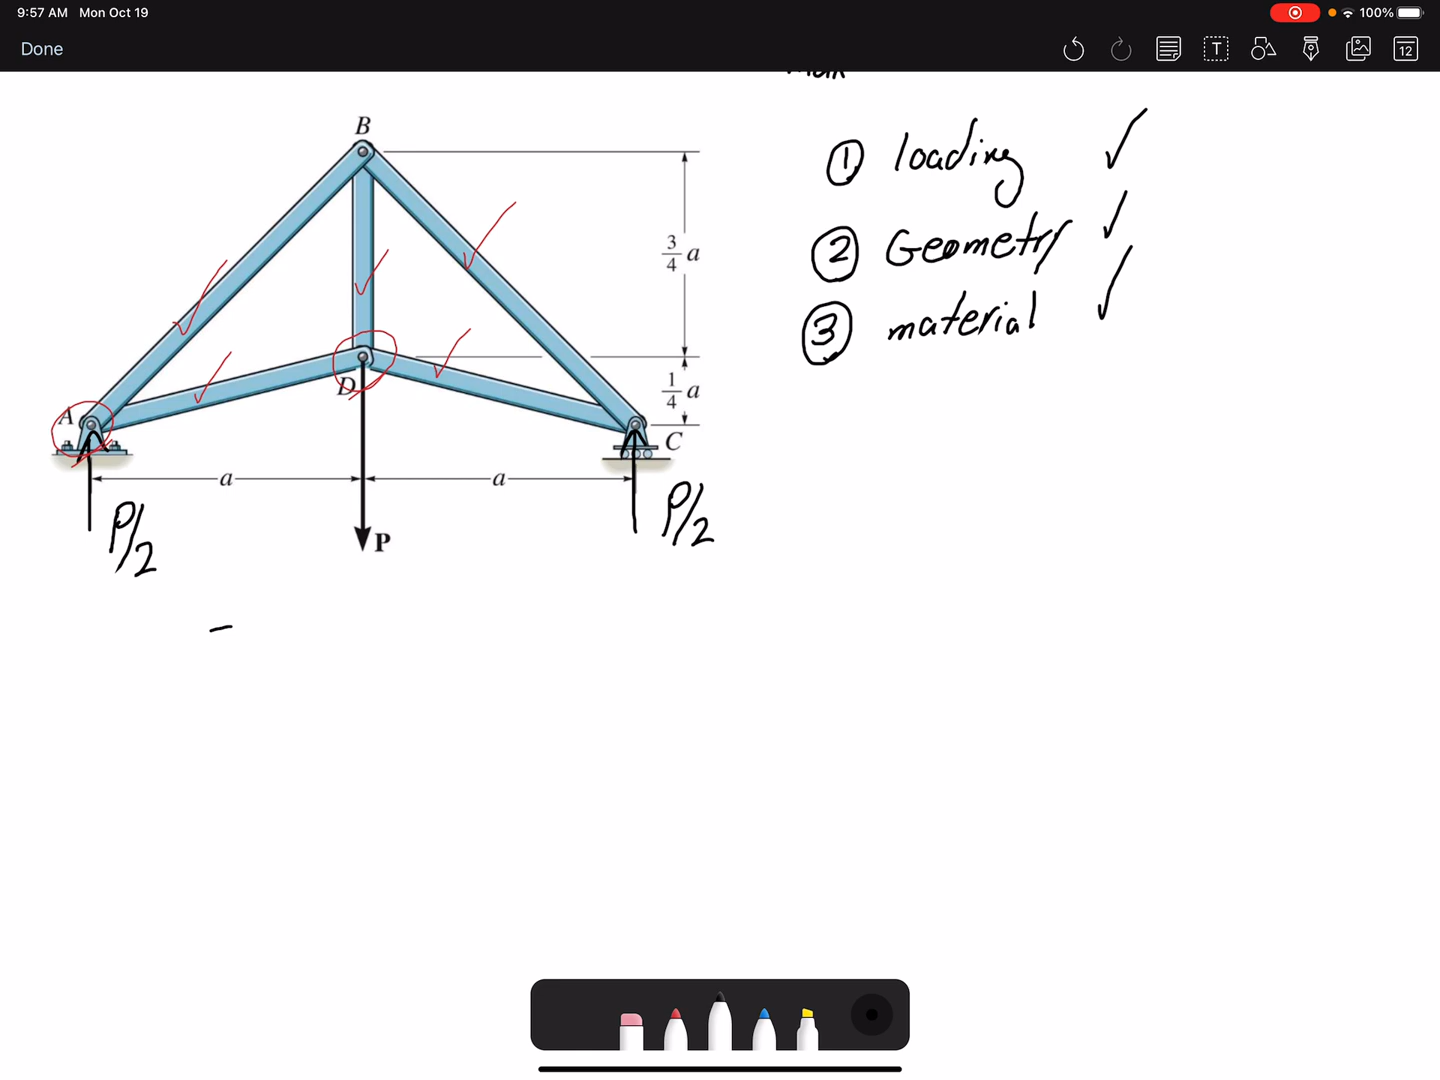 9:57 AM Mon Oct 19
100%
Done
T
12
B
① loading ✓
② Geometry ✓
③ material ✓
3/4 a
D
1/4 a
A
C
a
a
P/2
P
P/2